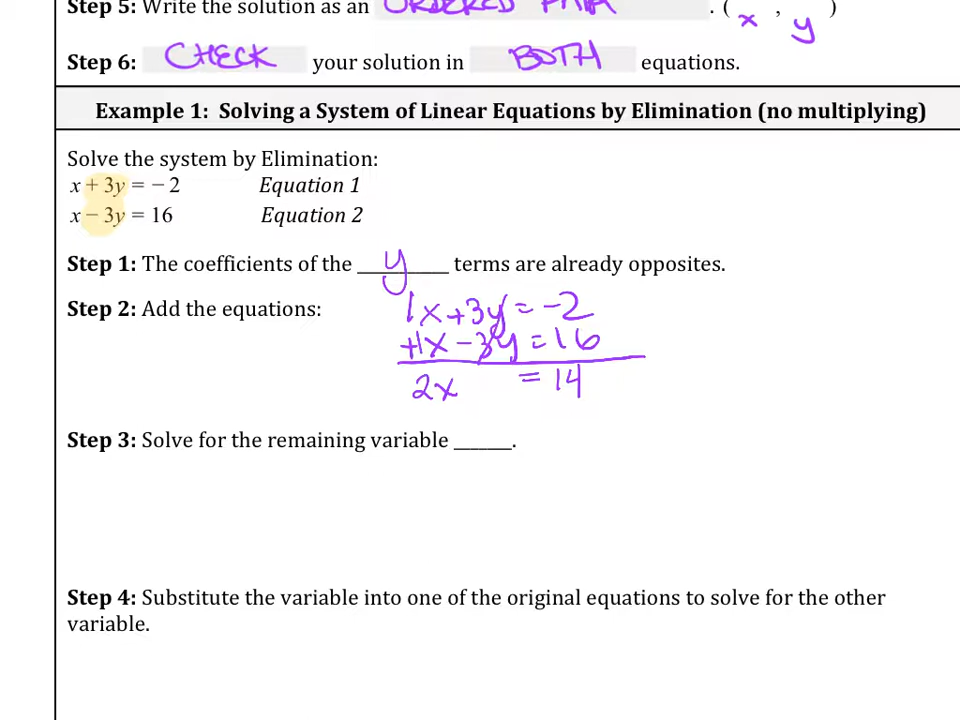 Step 5: Write the solution as an ORDERED PAIR . ( x , y )
Step 6: CHECK your solution in BOTH equations.
Example 1: Solving a System of Linear Equations by Elimination (no multiplying)
Solve the system by Elimination:
x + 3y = − 2 Equation 1
x − 3y = 16 Equation 2
Step 1: The coefficients of the y terms are already opposites.
Step 2: Add the equations: 1x+3y=-2
+1x-3y=16
2x =14
Step 3: Solve for the remaining variable ______.
Step 4: Substitute the variable into one of the original equations to solve for the other
variable.